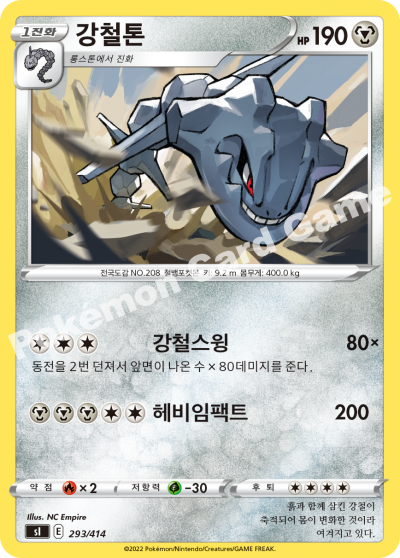 1진화 강철톤 HP 190
롱스톤에서 진화
전국도감 NO.208 철뱀포켓몬 키: 9.2 m 몸무게: 400.0 kg
Pokémon Card Game
강철스윙 80×
동전을 2번 던져서 앞면이 나온 수 × 80데미지를 준다.
헤비임팩트 200
약점 ×2 저항력 -30 후퇴
Illus. NC Empire
sI E 293/414
흙과 함께 삼킨 강철이
축적되어 몸이 변화한 것이라
여겨지고 있다.
©2022 Pokémon/Nintendo/Creatures/GAME FREAK.